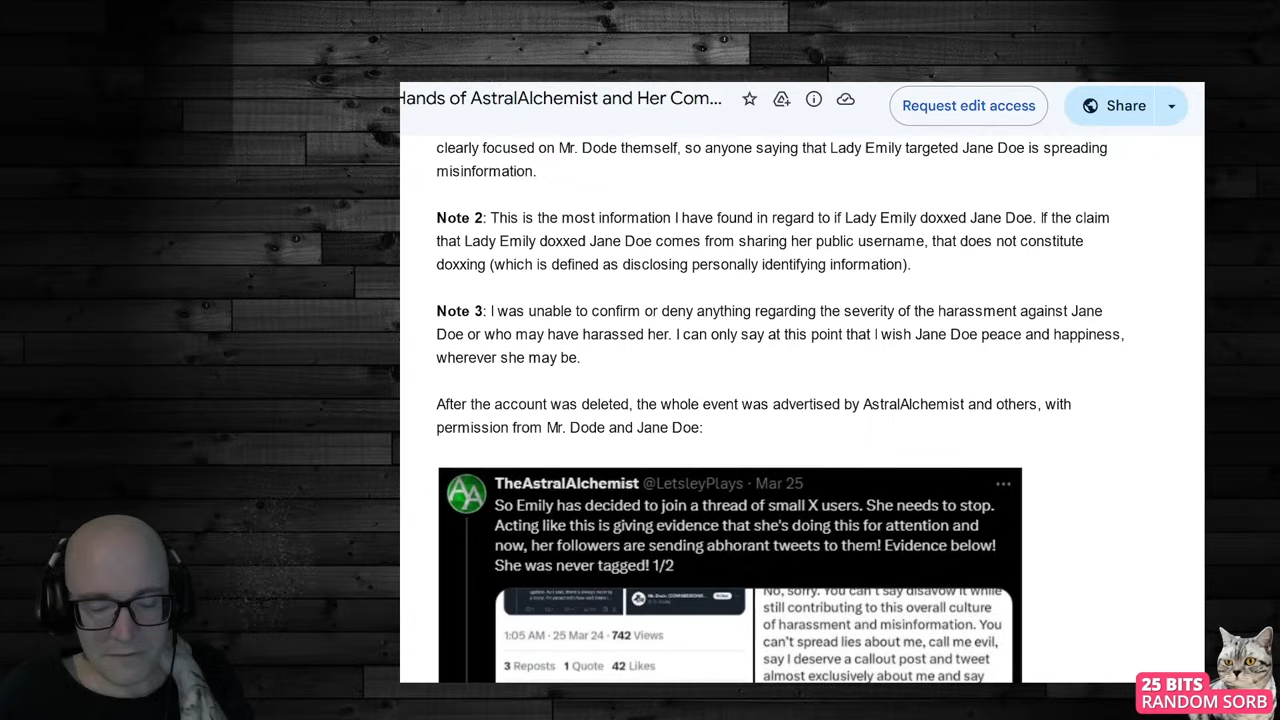 Hands of AstralAlchemist and Her Com...
Request edit access
Share
clearly focused on Mr. Dode themself, so anyone saying that Lady Emily targeted Jane Doe is spreading
misinformation.
Note 2: This is the most information I have found in regard to if Lady Emily doxxed Jane Doe. If the claim
that Lady Emily doxxed Jane Doe comes from sharing her public username, that does not constitute
doxxing (which is defined as disclosing personally identifying information).
Note 3: I was unable to confirm or deny anything regarding the severity of the harassment against Jane
Doe or who may have harassed her. I can only say at this point that I wish Jane Doe peace and happiness,
wherever she may be.
After the account was deleted, the whole event was advertised by AstralAlchemist and others, with
permission from Mr. Dode and Jane Doe:
TheAstralAlchemist @LetsleyPlays · Mar 25
So Emily has decided to join a thread of small X users. She needs to stop.
Acting like this is giving evidence that she's doing this for attention and
now, her followers are sending abhorant tweets to them! Evidence below!
She was never tagged! 1/2
1:05 AM · 25 Mar 24 · 742 Views
3 Reposts 1 Quote 42 Likes
No, sorry. You can't say disavow it while
still contributing to this overall culture
of harassment and misinformation. You
can't spread lies about me, call me evil,
say I deserve a callout post and tweet
almost exclusively about me and say
25 BITS
RANDOM SORB